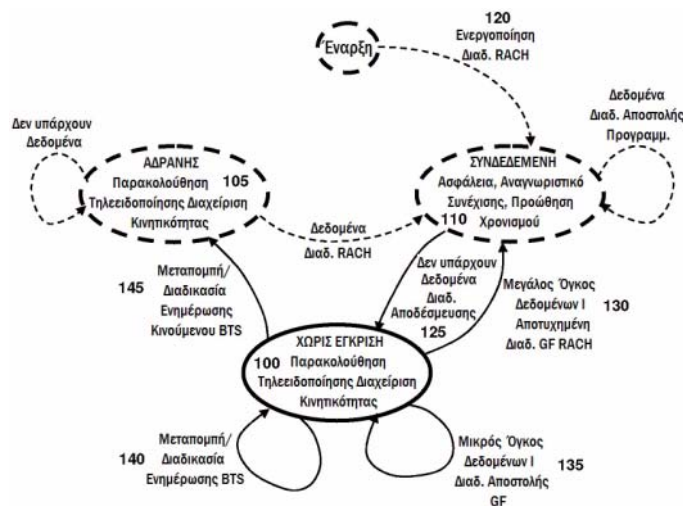 120
Ενεργοποίηση
Διαδ. RACH
Έναρξη
Δεν υπάρχουν
Δεδομένα
ΑΔΡΑΝΗΣ
Παρακολούθηση 105
Τηλεειδοποίησης Διαχείριση
Κινητικότητας
Δεδομένα
Διαδ. Αποστολής
Προγραμμ.
ΣΥΝΔΕΔΕΜΕΝΗ
Ασφάλεια, Αναγνωριστικό
Συνέχισης, Προώθηση
Χρονισμού
110
Δεδομένα
Διαδ. RACH
145
Μεταπομπή/
Διαδικασία
Ενημέρωσης
Κινούμενου BTS
Δεν υπάρχουν
Δεδομένα
Διαδ.
Αποδέσμευσης
125
Μεγάλος Όγκος
Δεδομένων Ι
Αποτυχημένη
Διαδ. GF RACH
130
ΧΩΡΙΣ ΕΓΚΡΙΣΗ
100 Παρακολούθηση
Τηλεειδοποίησης Διαχείριση
Κινητικότητας
140
Μεταπομπή/
Διαδικασία
Ενημέρωσης BTS
Μικρός Όγκος
Δεδομένων Ι
Διαδ. Αποστολής
GF
135